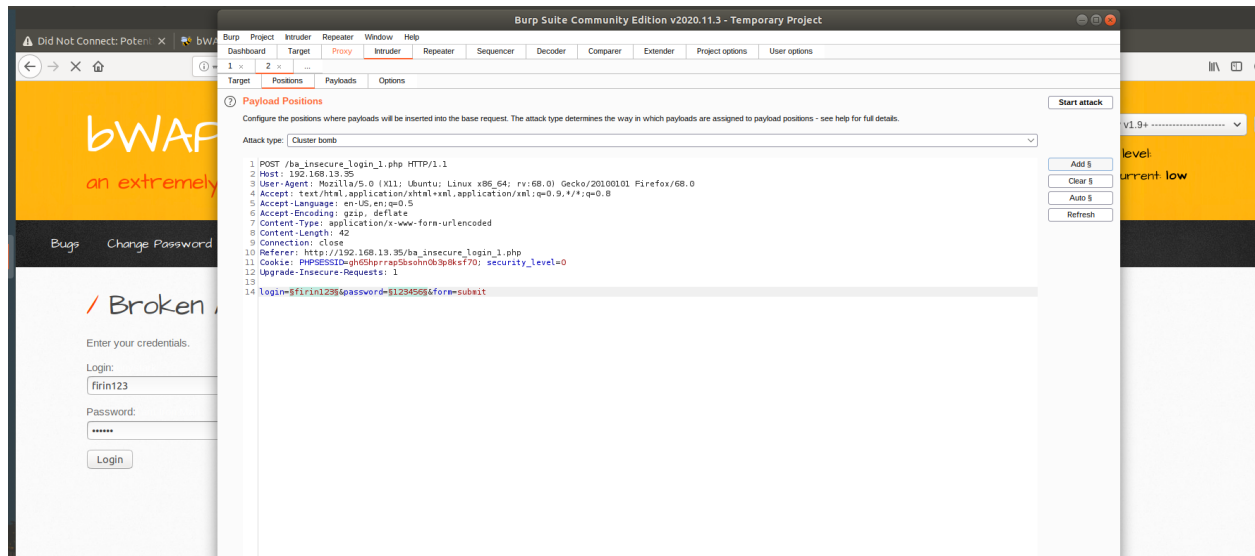 Burp Suite Community Edition v2020.11.3 - Temporary Project
Did Not Connect: Potent
bWA
Burp Project Intruder Repeater Window Help
Dashboard Target Proxy Intruder Repeater Sequencer Decoder Comparer Extender Project options User options
1 × 2 × ...
Target Positions Payloads Options
? Payload Positions
Start attack
Configure the positions where payloads will be inserted into the base request. The attack type determines the way in which payloads are assigned to payload positions - see help for full details.
Attack type: Cluster bomb
1 POST /ba_insecure_login_1.php HTTP/1.1
2 Host: 192.168.13.35
3 User-Agent: Mozilla/5.0 (X11; Ubuntu; Linux x86_64; rv:68.0) Gecko/20100101 Firefox/68.0
4 Accept: text/html,application/xhtml+xml,application/xml;q=0.9,*/*;q=0.8
5 Accept-Language: en-US,en;q=0.5
6 Accept-Encoding: gzip, deflate
7 Content-Type: application/x-www-form-urlencoded
8 Content-Length: 42
9 Connection: close
10 Referer: http://192.168.13.35/ba_insecure_login_1.php
11 Cookie: PHPSESSID=gh65hprrap5bsohn0b3p8ksf70; security_level=0
12 Upgrade-Insecure-Requests: 1
13
14 login=§firin123§&password=§123456§&form=submit
Add §
Clear §
Auto §
Refresh
bWAP
an extremely
v1.9+ ----------------------
level:
urrent: low
Bugs Change Password
/ Broken A
Enter your credentials.
Login:
firin123
Password:
••••••
Login